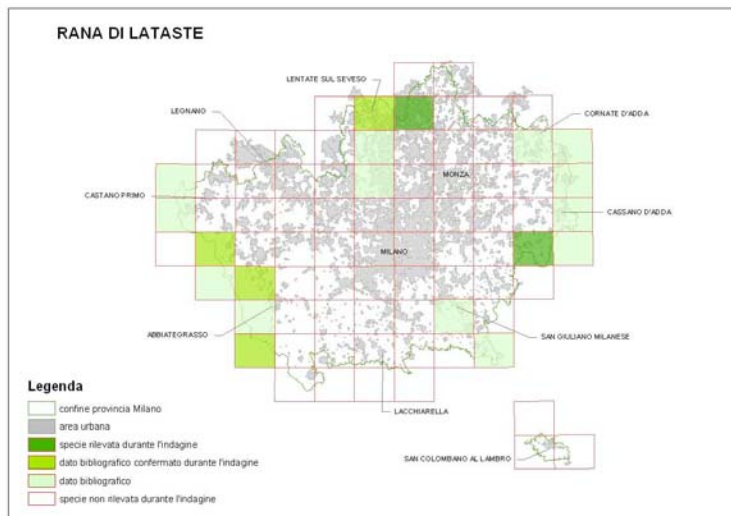 RANA DI LATASTE
LENTATE SUL SEVESO
LEGNANO
CORNATE D'ADDA
MONZA
CASTANO PRIMO
CASSANO D'ADDA
MILANO
ABBIATEGRASSO
SAN GIULIANO MILANESE
LACCHIARELLA
SAN COLOMBANO AL LAMBRO
Legenda
confine provincia Milano
area urbana
specie rilevata durante l'indagine
dato bibliografico confermato durante l'indagine
dato bibliografico
specie non rilevata durante l'indagine